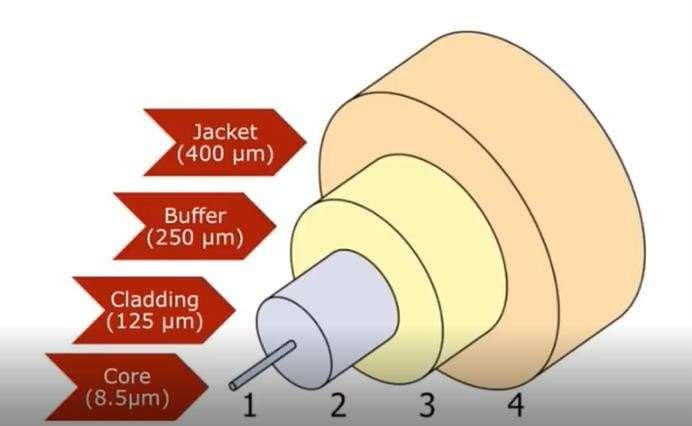 Jacket
(400 µm)
Buffer
(250 µm)
Cladding
(125 µm)
Core
(8.5µm)
1 2 3 4